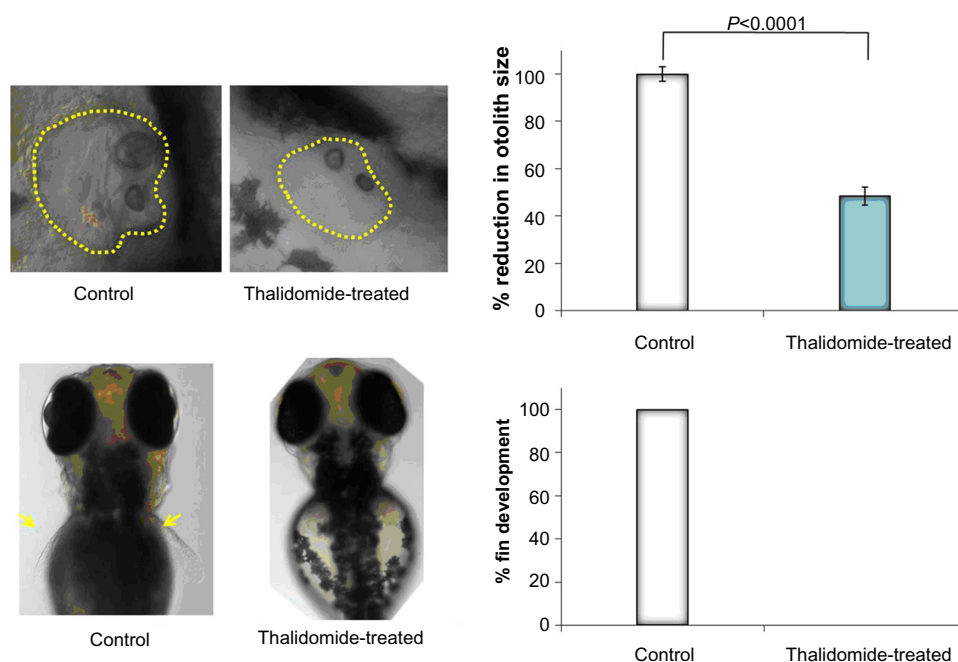 P<0.0001
% reduction in otolith size
100
80
60
40
20
0
Control
Thalidomide-treated
Control
Thalidomide-treated
% fin development
100
80
60
40
20
0
Control
Thalidomide-treated
Control
Thalidomide-treated